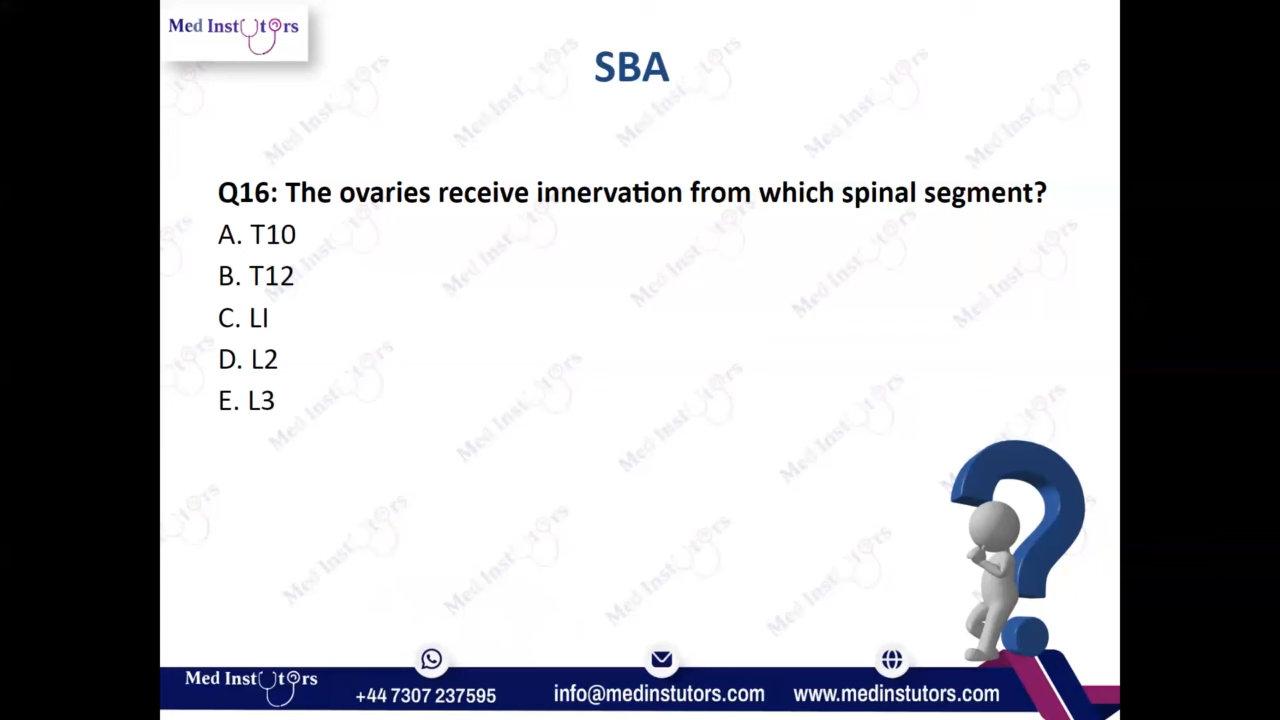 Med Instutors
SBA
Q16: The ovaries receive innervation from which spinal segment?
A. T10
B. T12
C. LI
D. L2
E. L3
Med Instutors
+44 7307 237595
info@medinstutors.com
www.medinstutors.com